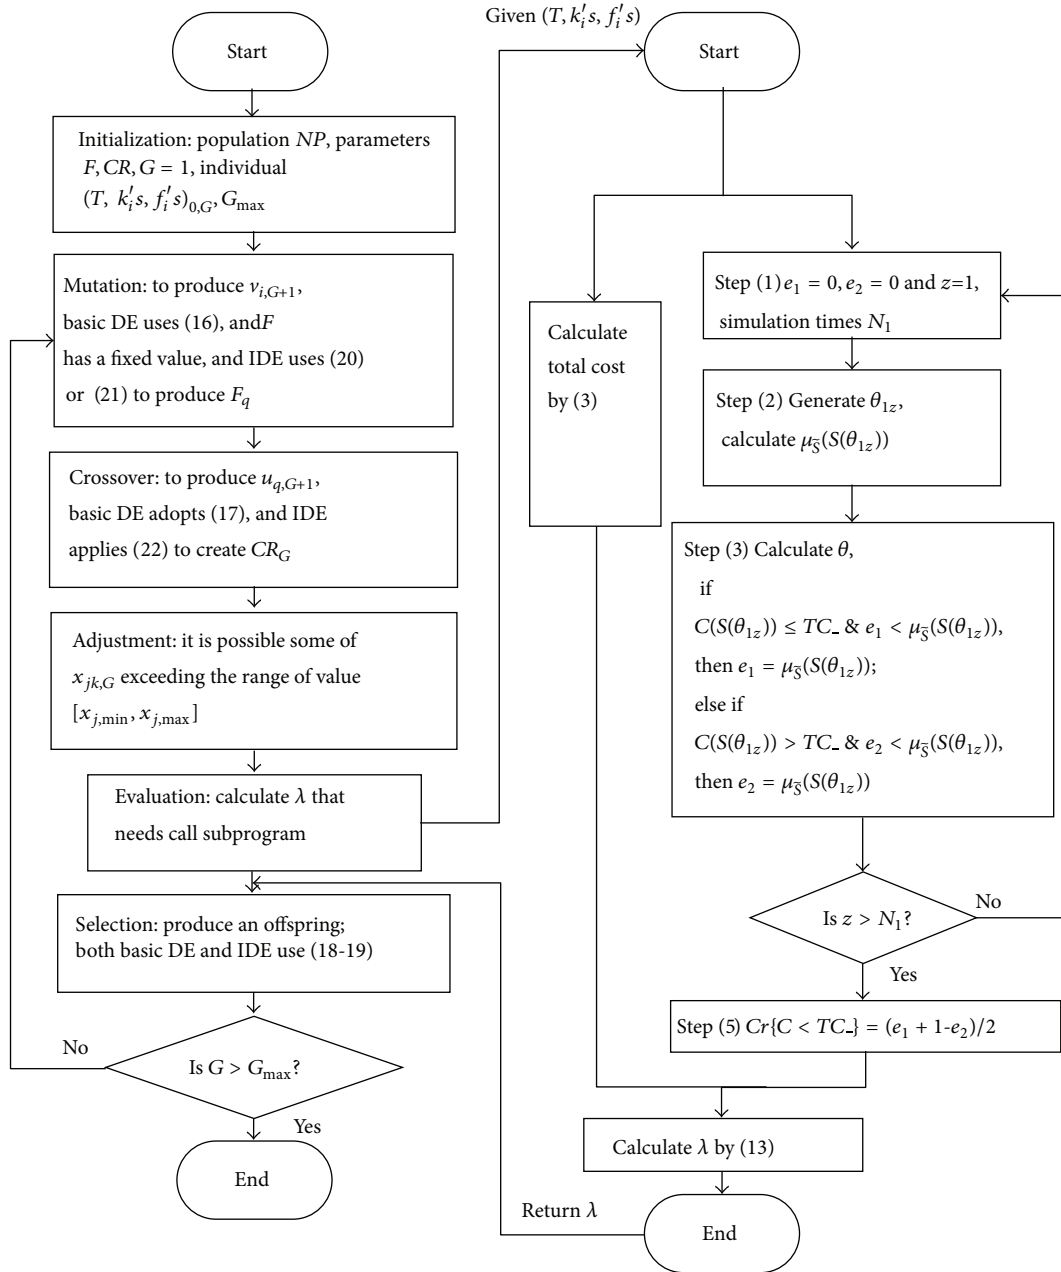 Start
Initialization: population NP, parameters
F, CR, G = 1, individual
(T, k′ᵢs, f′ᵢs)₀,G, Gmax
Mutation: to produce vᵢ,G+1,
basic DE uses (16), andF
has a fixed value, and IDE uses (20)
or (21) to produce Fq
Crossover: to produce uq,G+1,
basic DE adopts (17), and IDE
applies (22) to create CRG
Adjustment: it is possible some of
xjk,G exceeding the range of value
[xj,min, xj,max]
Evaluation: calculate λ that
needs call subprogram
Selection: produce an offspring;
both basic DE and IDE use (18-19)
No
Is G > Gmax?
Yes
End
Given (T, k′ᵢs, f′ᵢs)
Start
Calculate
total cost
by (3)
Step (1) e₁ = 0, e₂ = 0 and z=1,
simulation times N₁
Step (2) Generate θ₁z,
calculate μS̄(S(θ₁z))
Step (3) Calculate θ,
if
C(S(θ₁z)) ≤ TC_ & e₁ < μS̄(S(θ₁z)),
then e₁ = μS̄(S(θ₁z));
else if
C(S(θ₁z)) > TC_ & e₂ < μS̄(S(θ₁z)),
then e₂ = μS̄(S(θ₁z))
Is z > N₁?
No
Yes
Step (5) Cr{C < TC_} = (e₁ + 1-e₂)/2
Calculate λ by (13)
Return λ
End